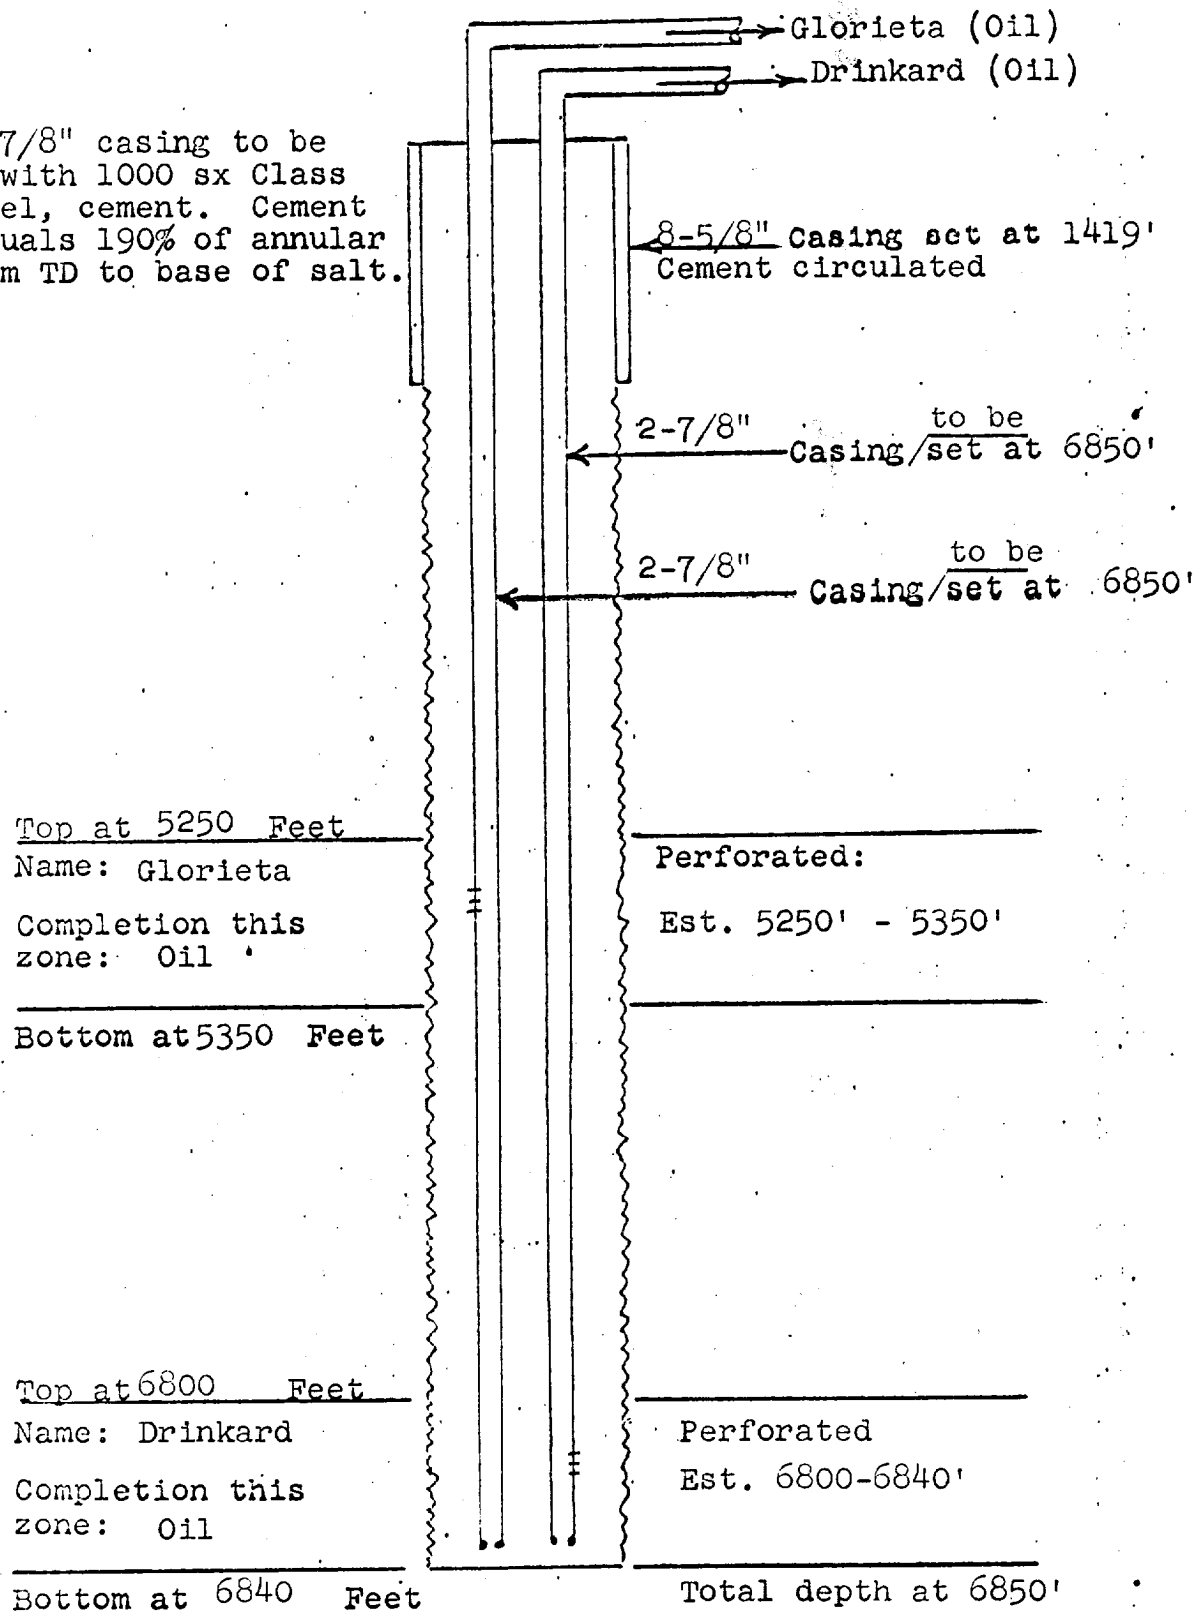 Glorieta (Oil)
Drinkard (Oil)
7/8" casing to be
with 1000 sx Class
el, cement. Cement
uals 190% of annular
m TD to base of salt.
8-5/8" Casing set at 1419'
Cement circulated
to be
2-7/8" Casing/set at 6850'
to be
2-7/8" Casing/set at 6850'
Top at 5250 Feet
Name: Glorieta
Completion this
zone: Oil
Bottom at 5350 Feet
Perforated:
Est. 5250' - 5350'
Top at 6800 Feet
Name: Drinkard
Completion this
zone: Oil
Bottom at 6840 Feet
Perforated
Est. 6800-6840'
Total depth at 6850'